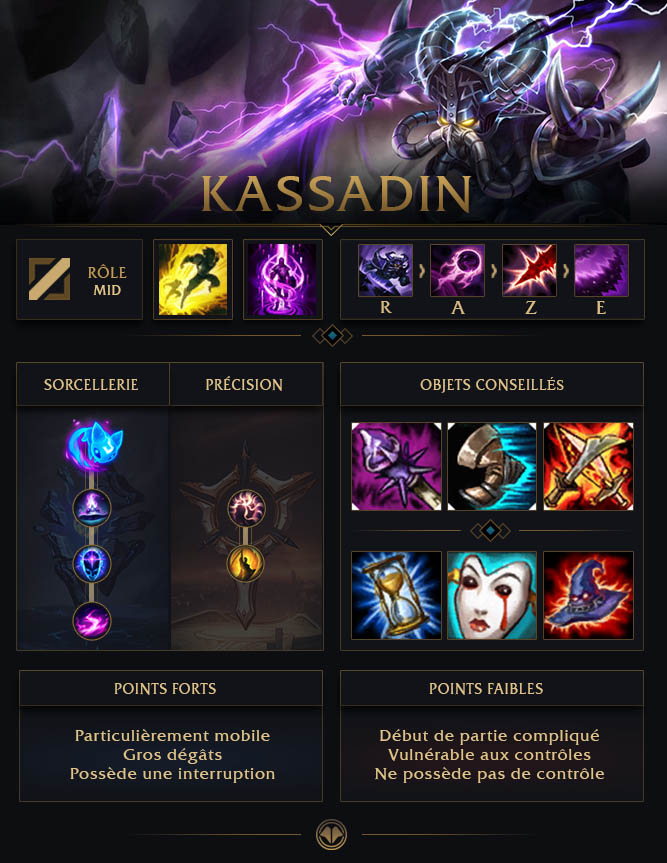 KASSADIN
RÔLE
MID
R
A
Z
E
SORCELLERIE
PRÉCISION
OBJETS CONSEILLÉS
POINTS FORTS
Particulièrement mobile
Gros dégâts
Possède une interruption
POINTS FAIBLES
Début de partie compliqué
Vulnérable aux contrôles
Ne possède pas de contrôle